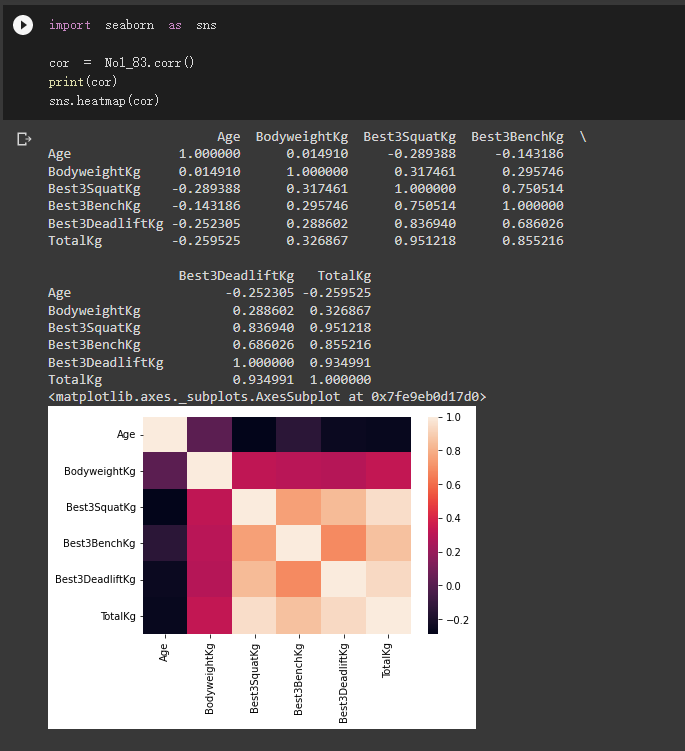 import seaborn as sns
cor = No1_83.corr()
print(cor)
sns.heatmap(cor)
Age BodyweightKg Best3SquatKg Best3BenchKg \
Age 1.000000 0.014910 -0.289388 -0.143186
BodyweightKg 0.014910 1.000000 0.317461 0.295746
Best3SquatKg -0.289388 0.317461 1.000000 0.750514
Best3BenchKg -0.143186 0.295746 0.750514 1.000000
Best3DeadliftKg -0.252305 0.288602 0.836940 0.686026
TotalKg -0.259525 0.326867 0.951218 0.855216
Best3DeadliftKg TotalKg
Age -0.252305 -0.259525
BodyweightKg 0.288602 0.326867
Best3SquatKg 0.836940 0.951218
Best3BenchKg 0.686026 0.855216
Best3DeadliftKg 1.000000 0.934991
TotalKg 0.934991 1.000000
<matplotlib.axes._subplots.AxesSubplot at 0x7fe9eb0d17d0>
Age
BodyweightKg
Best3SquatKg
Best3BenchKg
Best3DeadliftKg
TotalKg
Age
BodyweightKg
Best3SquatKg
Best3BenchKg
Best3DeadliftKg
TotalKg
1.0
0.8
0.6
0.4
0.2
0.0
−0.2